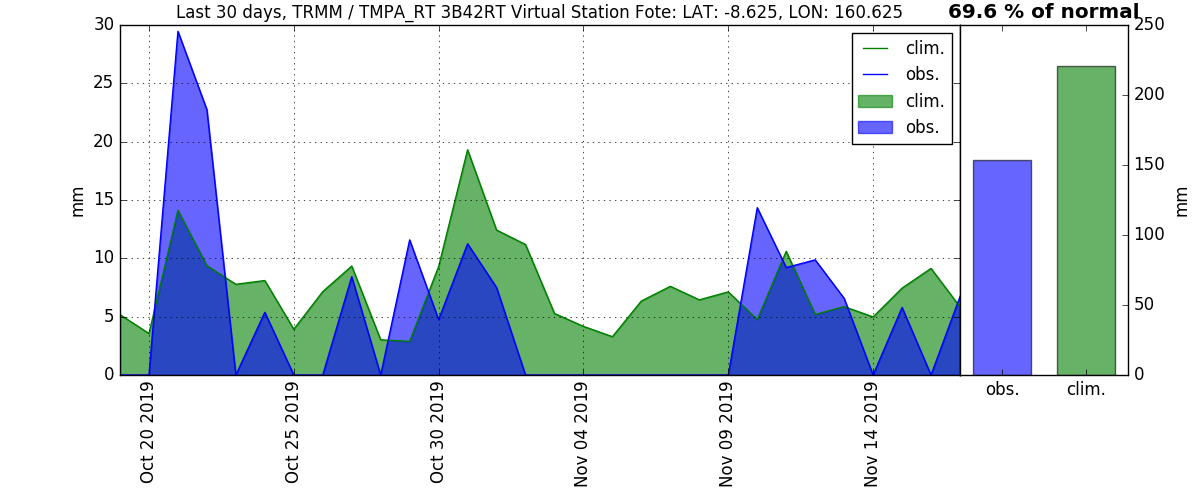 Last 30 days, TRMM / TMPA_RT 3B42RT Virtual Station Fote: LAT: -8.625, LON: 160.625
69.6 % of normal
30
25
20
15
10
5
0
mm
clim.
obs.
clim.
obs.
250
200
150
100
50
0
mm
obs.
clim.
Oct 20 2019
Oct 25 2019
Oct 30 2019
Nov 04 2019
Nov 09 2019
Nov 14 2019